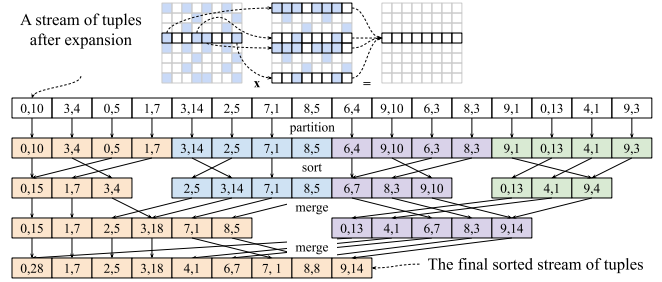 A stream of tuples
after expansion
x =
0,10 3,4 0,5 1,7 3,14 2,5 7,1 8,5 6,4 9,10 6,3 8,3 9,1 0,13 4,1 9,3
partition
0,10 3,4 0,5 1,7 3,14 2,5 7,1 8,5 6,4 9,10 6,3 8,3 9,1 0,13 4,1 9,3
sort
0,15 1,7 3,4 2,5 3,14 7,1 8,5 6,7 8,3 9,10 0,13 4,1 9,4
merge
0,15 1,7 2,5 3,18 7,1 8,5 0,13 4,1 6,7 8,3 9,14
merge
0,28 1,7 2,5 3,18 4,1 6,7 7, 1 8,8 9,14
The final sorted stream of tuples